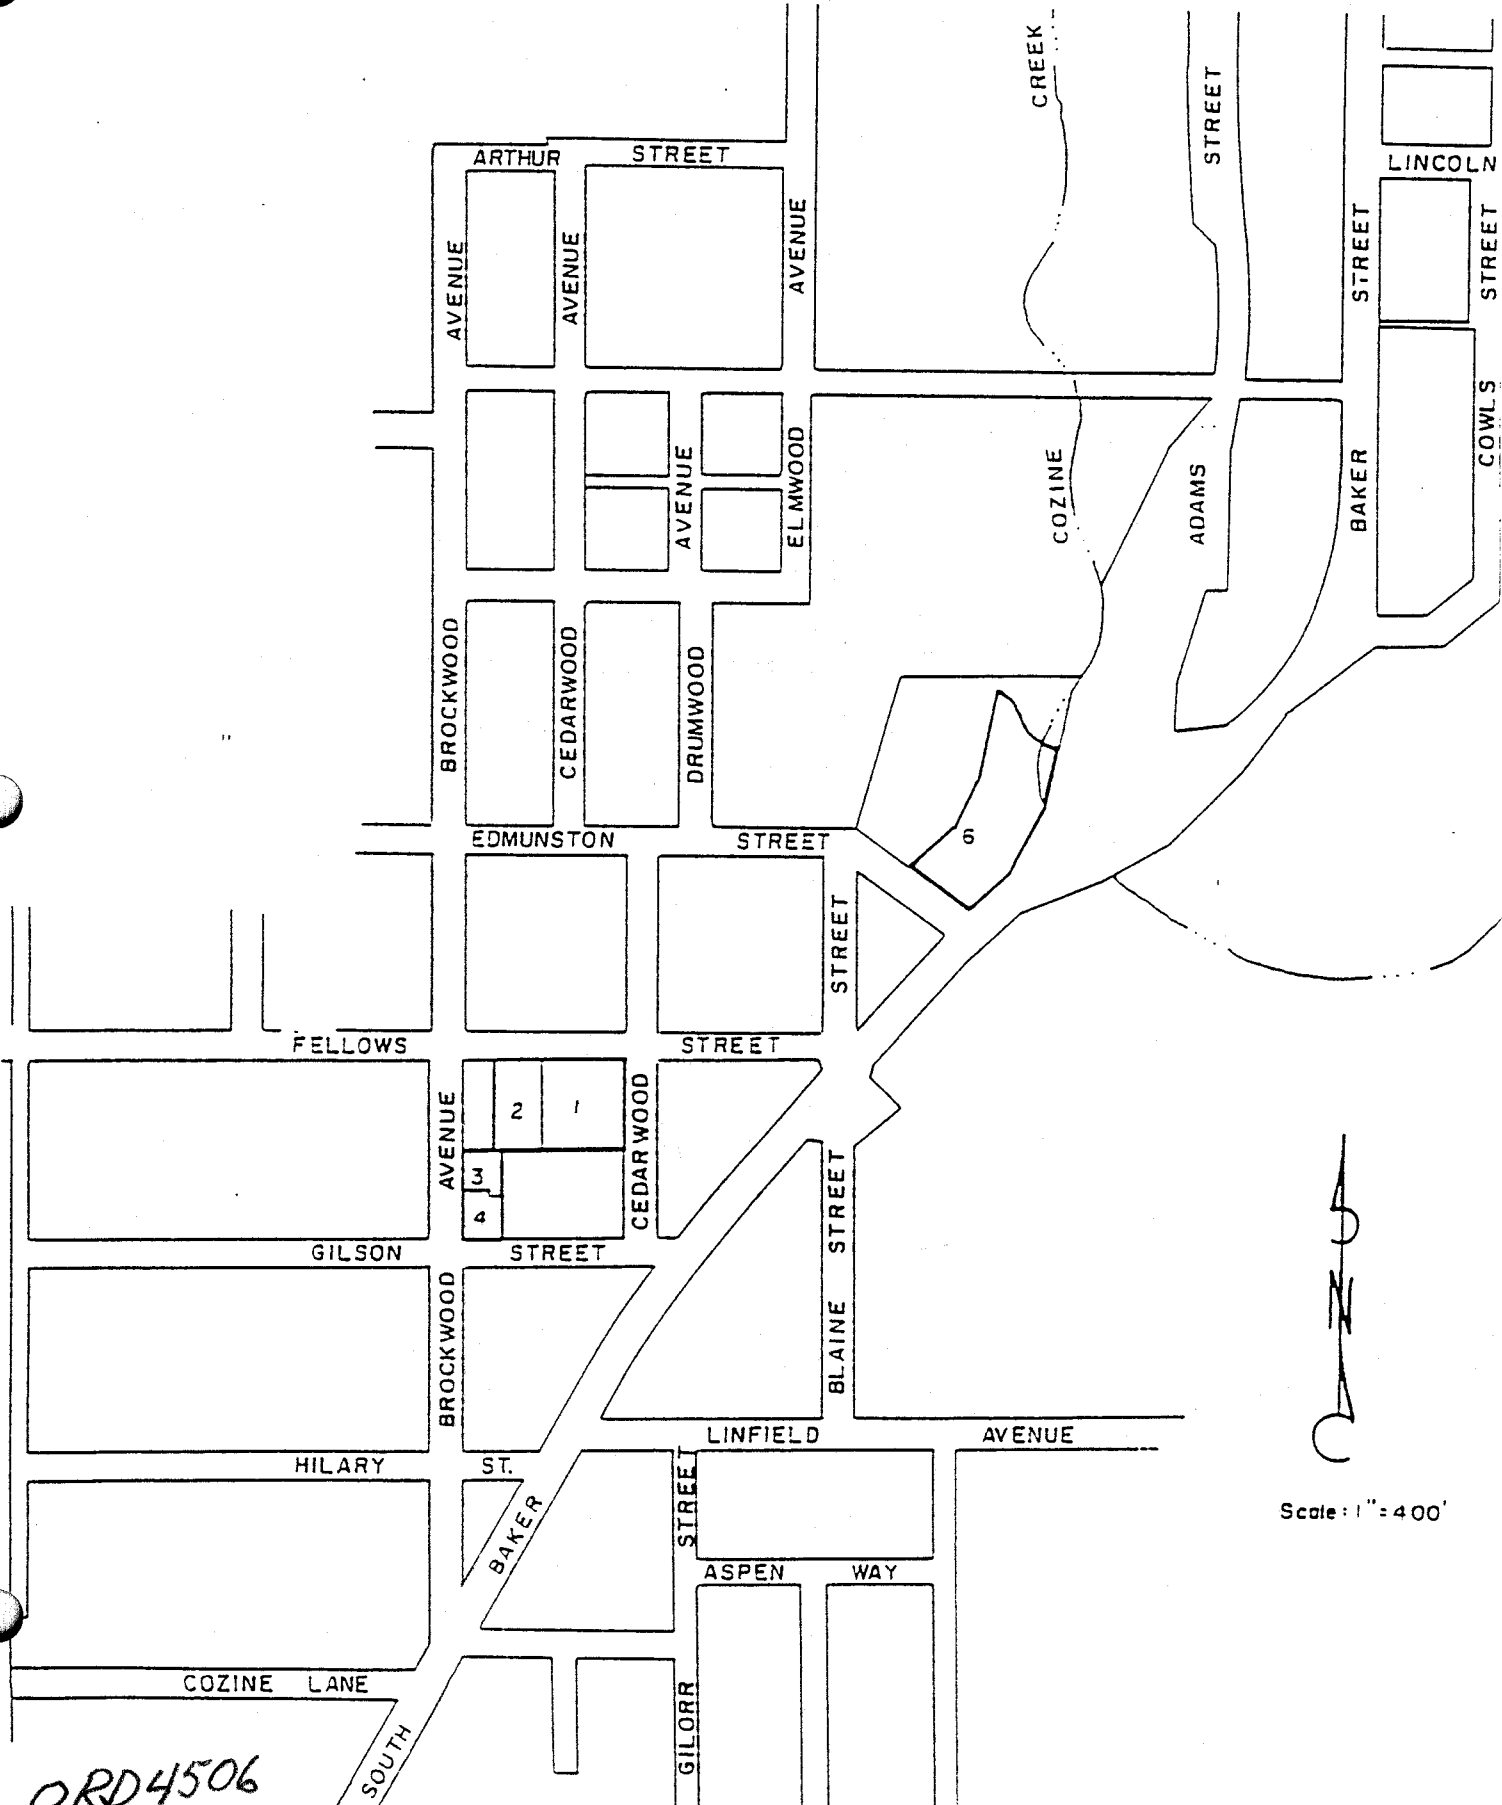 CREEK
STREET
ARTHUR STREET
LINCOLN
AVENUE
AVENUE
AVENUE
STREET
STREET
COWLS
AVENUE
ELMWOOD
COZINE
ADAMS
BAKER
BROCKWOOD
CEDARWOOD
DRUMWOOD
6
EDMUNSTON STREET
STREET
FELLOWS STREET
AVENUE
2
1
CEDARWOOD
3
4
STREET
GILSON STREET
BROCKWOOD
BLAINE
N
LINFIELD AVENUE
HILARY ST.
STREET
BAKER
Scale: 1" = 400'
ASPEN WAY
COZINE LANE
GILORR
SOUTH
ORD 4506